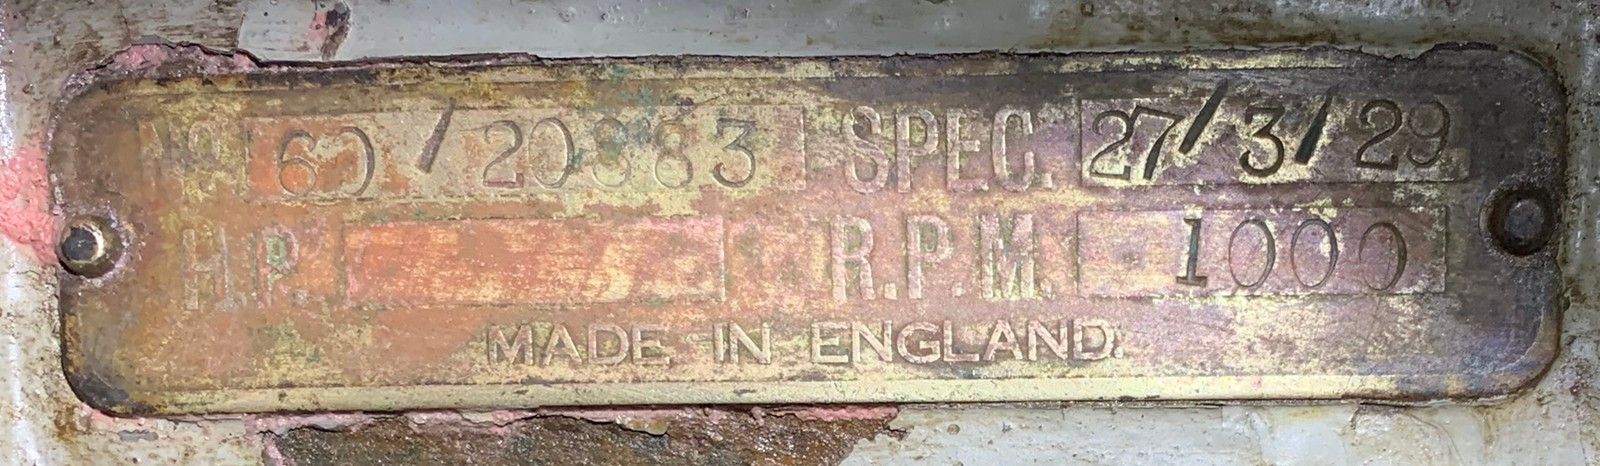 No 60/20883 SPEC. 27/3/29
H.P. R.P.M. 1000
MADE IN ENGLAND.